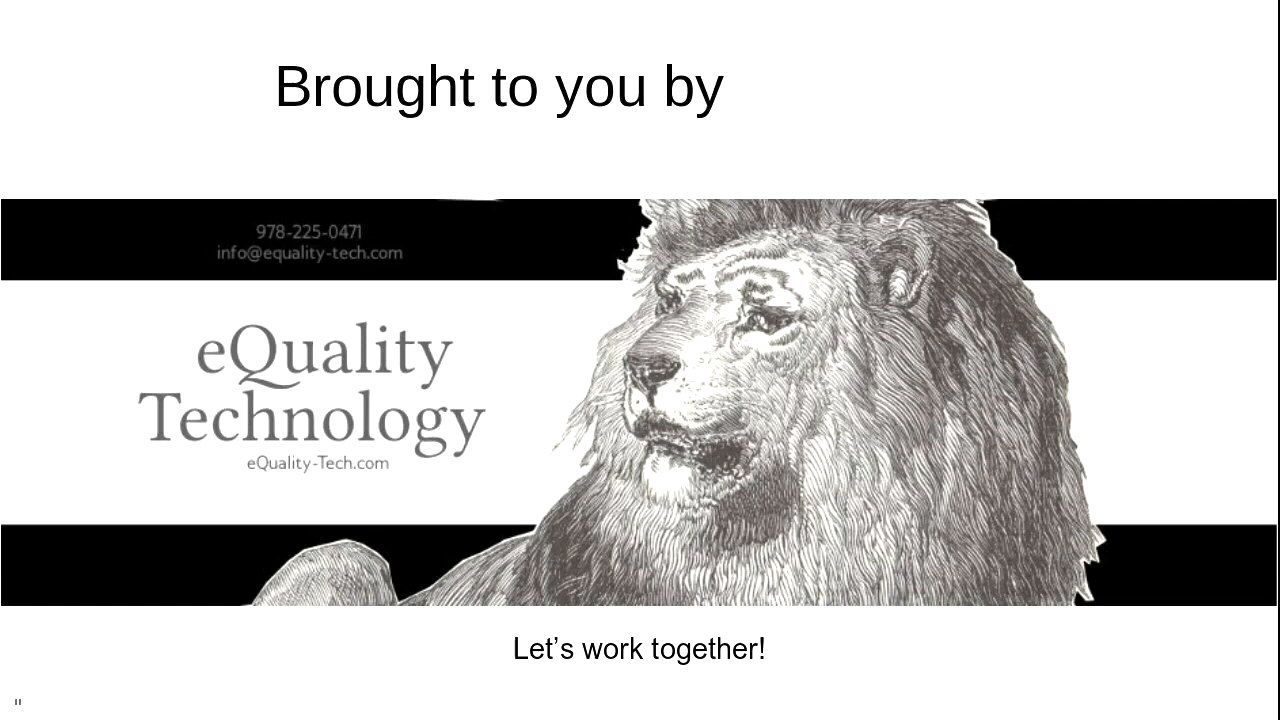 Brought to you by
978-225-0471
info@equality-tech.com
eQuality
Technology
eQuality-Tech.com
Let’s work together!
"